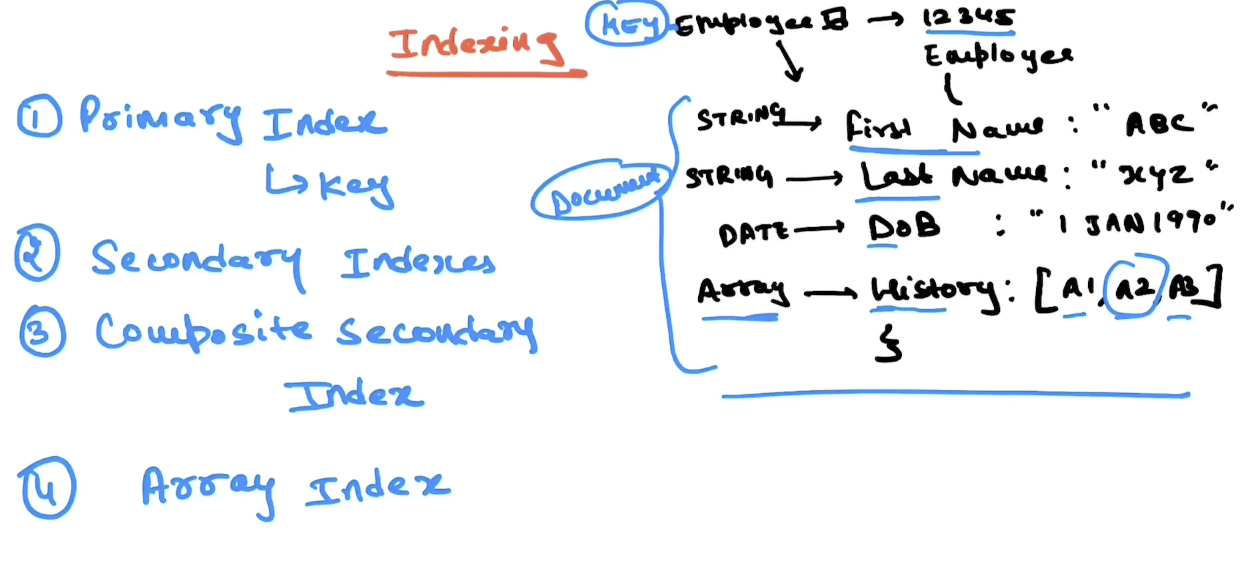 Indexing
① Primary Index
↳ Key
② Secondary Indexes
③ Composite Secondary
Index
④ Array Index
KEY Employee ID → 12345
Employee
STRING → First Name : "ABC"
Document
STRING → Last Name : "XYZ"
DATE → DoB : "1 JAN 1990"
Array → History : [A1, A2, A3]
}